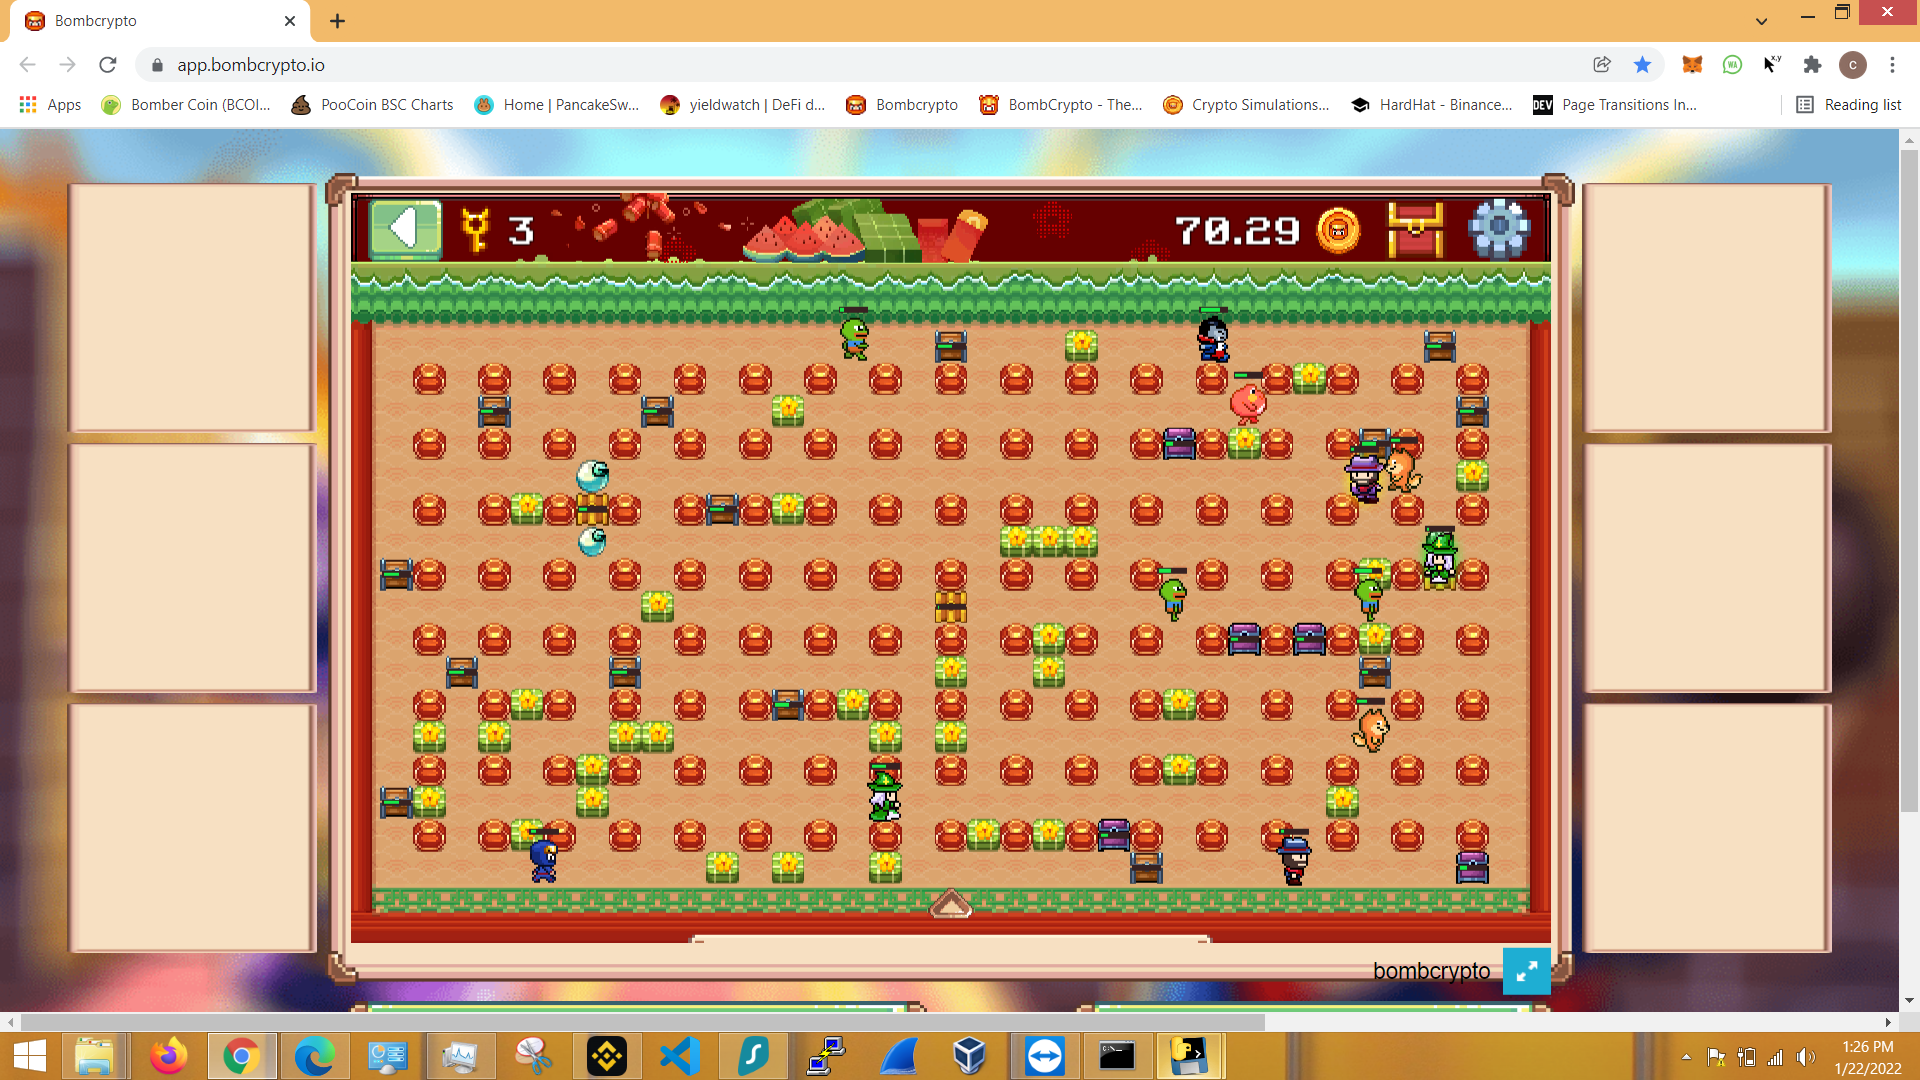 Bombcrypto
app.bombcrypto.io
C
Apps
Bomber Coin (BCOI...
PooCoin BSC Charts
Home | PancakeSw...
yieldwatch | DeFi d...
Bombcrypto
BombCrypto - The...
Crypto Simulations...
HardHat - Binance...
DEV
Page Transitions In...
Reading list
3
70.29
bombcrypto
1:26 PM
1/22/2022